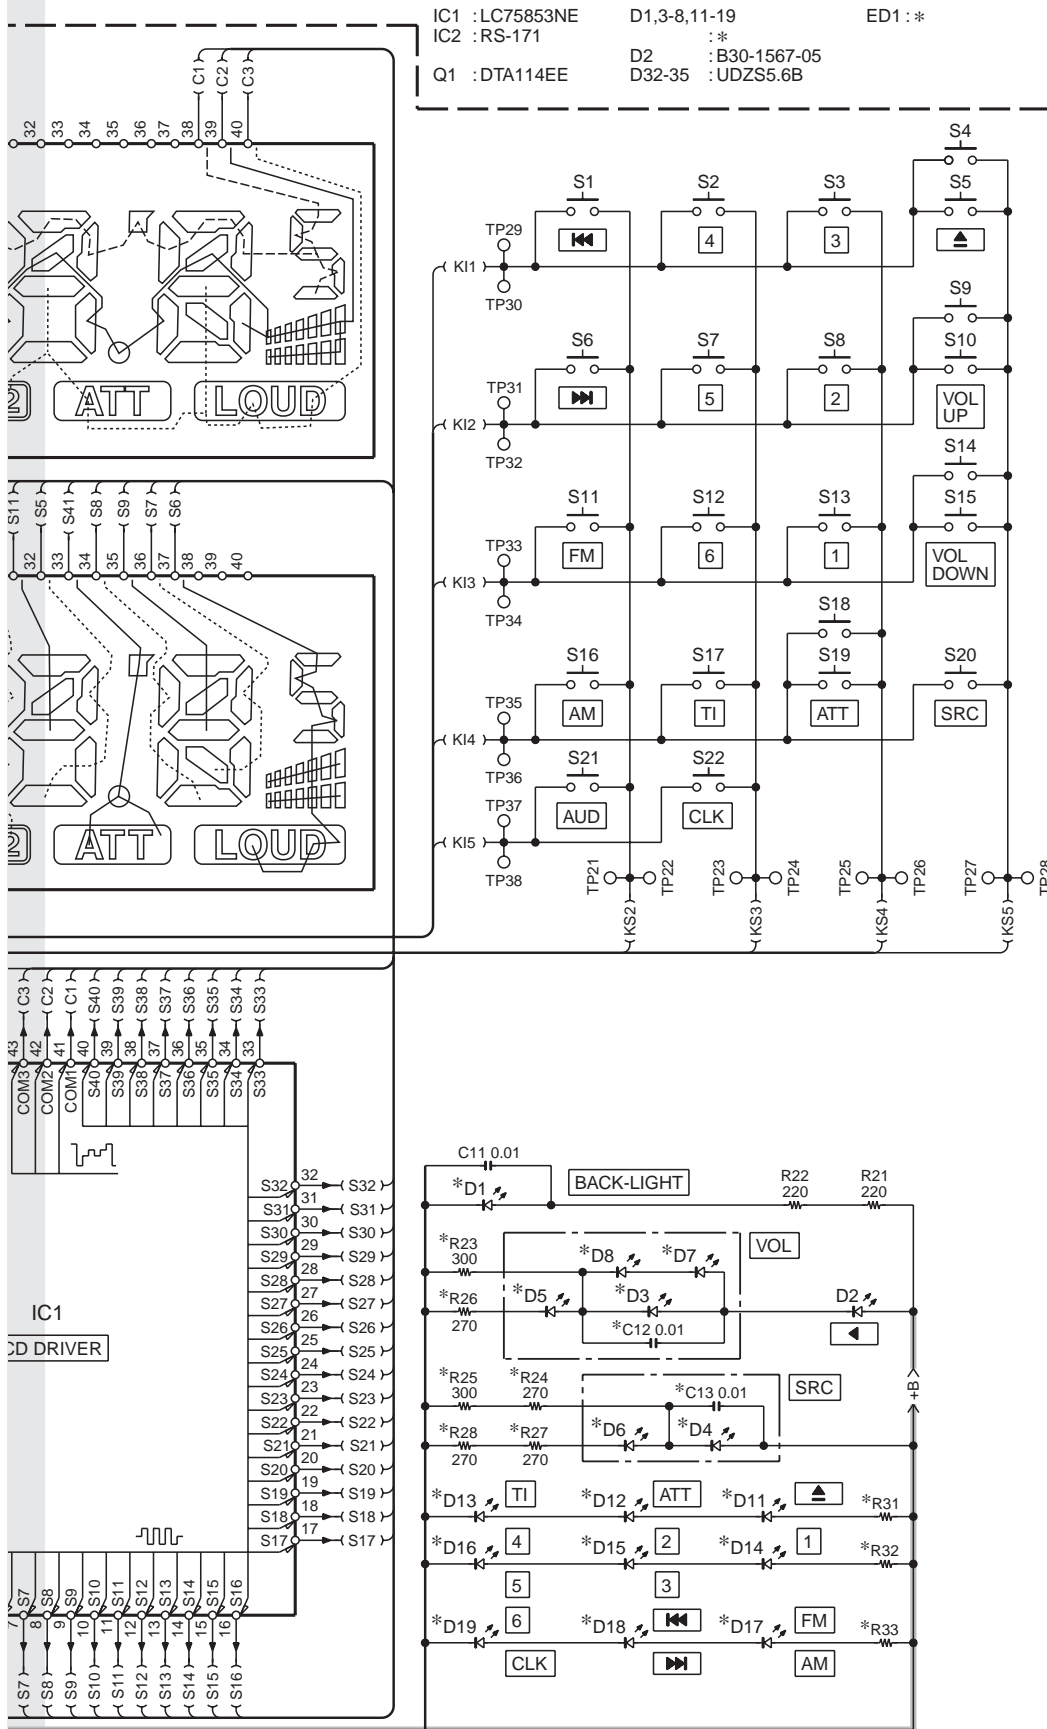 IC1 : LC75853NE D1,3-8,11-19 ED1 : *
IC2 : RS-171 : *
D2 : B30-1567-05
Q1 : DTA114EE D32-35 : UDZS5.6B
C1 C2 C3
32 33 34 35 36 37 38 39 40
2 ATT LOUD
S4
S1 S2 S3 S5
4 3
TP29
KI1
TP30
S9
S6 S7 S8 S10
5 2 VOL UP
TP31
KI2
TP32
S14
S11 S12 S13 S15
FM 6 1 VOL DOWN
TP33
KI3
TP34
S18
S16 S17 S19 S20
AM TI ATT SRC
TP35
KI4
TP36
S21 S22
AUD CLK
TP37
KI5
TP38
TP21 TP22 TP23 TP24 TP25 TP26 TP27 TP28
KS2 KS3 KS4 KS5
S11 S5 S41 S8 S9 S7 S6
32 33 34 35 36 37 38 39 40
2 ATT LOUD
C3 C2 C1 S40 S39 S38 S37 S36 S35 S34 S33
43 42 41 40 39 38 37 36 35 34 33
COM3 COM2 COM1 S40 S39 S38 S37 S36 S35 S34 S33
S32 32 S32
S31 31 S31
S30 30 S30
S29 29 S29
S28 28 S28
S27 27 S27
S26 26 S26
S25 25 S25
S24 24 S24
S23 23 S23
S22 22 S22
S21 21 S21
S20 20 S20
S19 19 S19
S18 18 S18
S17 17 S17
IC1
CD DRIVER
S7 S8 S9 S10 S11 S12 S13 S14 S15 S16
7 8 9 10 11 12 13 14 15 16
S7 S8 S9 S10 S11 S12 S13 S14 S15 S16
C11 0.01
*D1 BACK-LIGHT R22 220 R21 220
*R23 300 *D8 *D7 VOL
*R26 270 *D5 *D3 D2
*C12 0.01
*R25 300 *R24 270 *C13 0.01 SRC
*R28 270 *R27 270 *D6 *D4
+B
*D13 TI *D12 ATT *D11 *R31
*D16 4 *D15 2 *D14 1 *R32
5 3
*D19 6 *D18 *D17 FM *R33
CLK AM